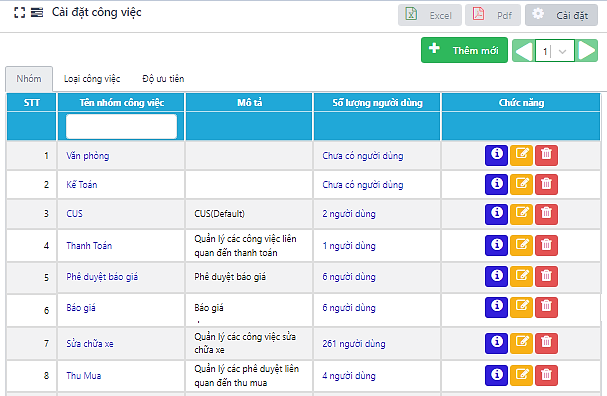 Cài đặt công việc
Excel
Pdf
Cài đặt
Thêm mới
1
Nhóm
Loại công việc
Độ ưu tiên
STT Tên nhóm công việc Mô tả Số lượng người dùng Chức năng
1 Văn phòng Chưa có người dùng
2 Kế Toán Chưa có người dùng
3 CUS CUS(Default) 2 người dùng
4 Thanh Toán Quản lý các công việc liên quan đến thanh toán 1 người dùng
5 Phê duyệt báo giá Phê duyệt báo giá 6 người dùng
6 Báo giá Báo giá 6 người dùng
7 Sửa chữa xe Quản lý các công việc sửa chữa xe 261 người dùng
8 Thu Mua Quản lý các phê duyệt liên quan đến thu mua 4 người dùng